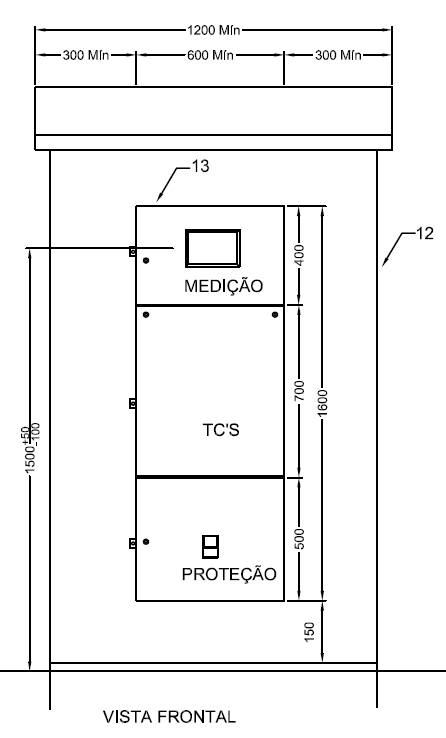 1200 Mín
300 Mín 600 Mín 300 Mín
13
12
MEDIÇÃO
400
TC'S
700
1600
1500 +50 -100
PROTEÇÃO
500
150
VISTA FRONTAL